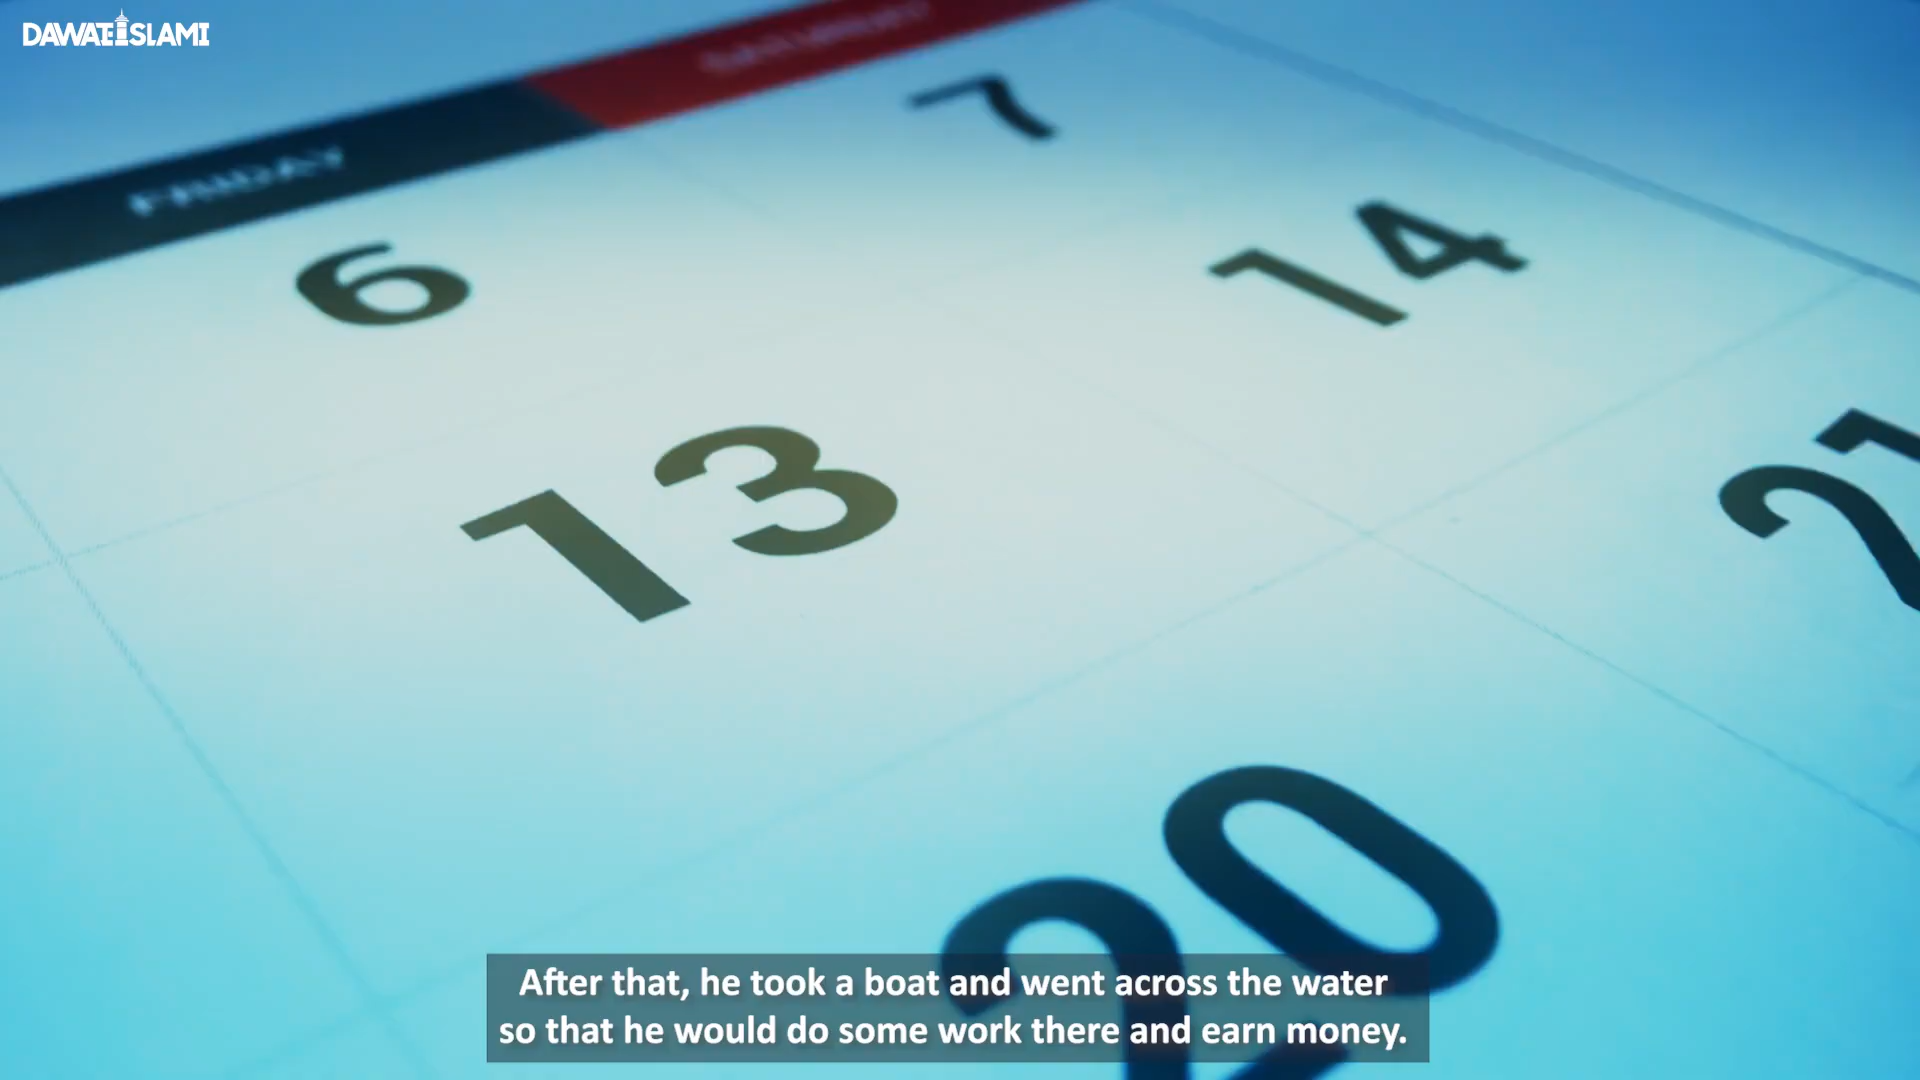 DAWATEISLAMI
SATURDAY
FRIDAY
6
7
13
14
20
21
After that, he took a boat and went across the water
so that he would do some work there and earn money.